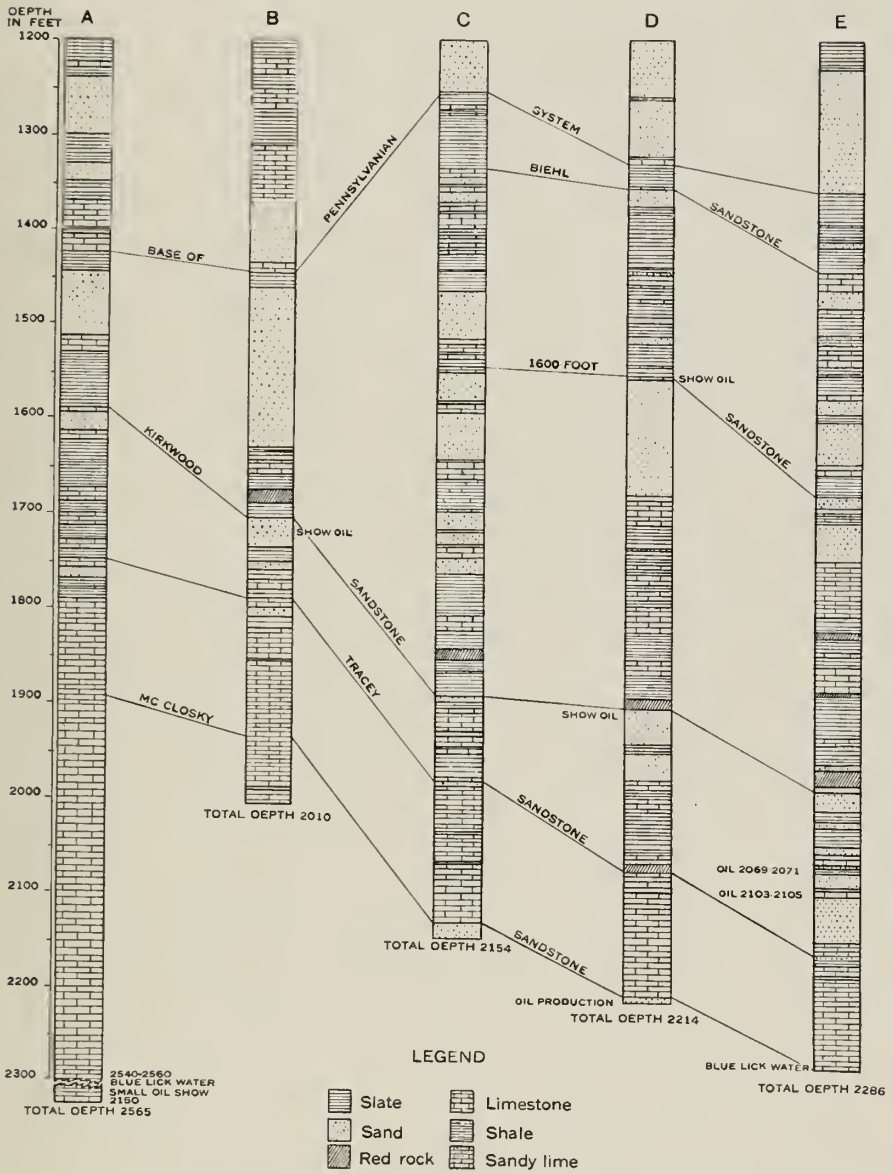 DEPTH
IN FEET
A
B
C
D
E
1200
1300
1400
1500
1600
1700
1800
1900
2000
2100
2200
2300
BASE OF
PENNSYLVANIAN
SYSTEM
BIEHL
SANDSTONE
1600 FOOT
SHOW OIL
SANDSTONE
KIRKWOOD
SHOW OIL
SANDSTONE
SHOW OIL
TRACEY
SANDSTONE
MC CLOSKY
SANDSTONE
OIL 2069-2071
OIL 2103-2105
TOTAL DEPTH 2010
TOTAL DEPTH 2154
OIL PRODUCTION
TOTAL DEPTH 2214
BLUE LICK WATER
TOTAL DEPTH 2286
2540-2560
BLUE LICK WATER
SMALL OIL SHOW
2150
TOTAL DEPTH 2565
LEGEND
Slate
Limestone
Sand
Shale
Red rock
Sandy lime